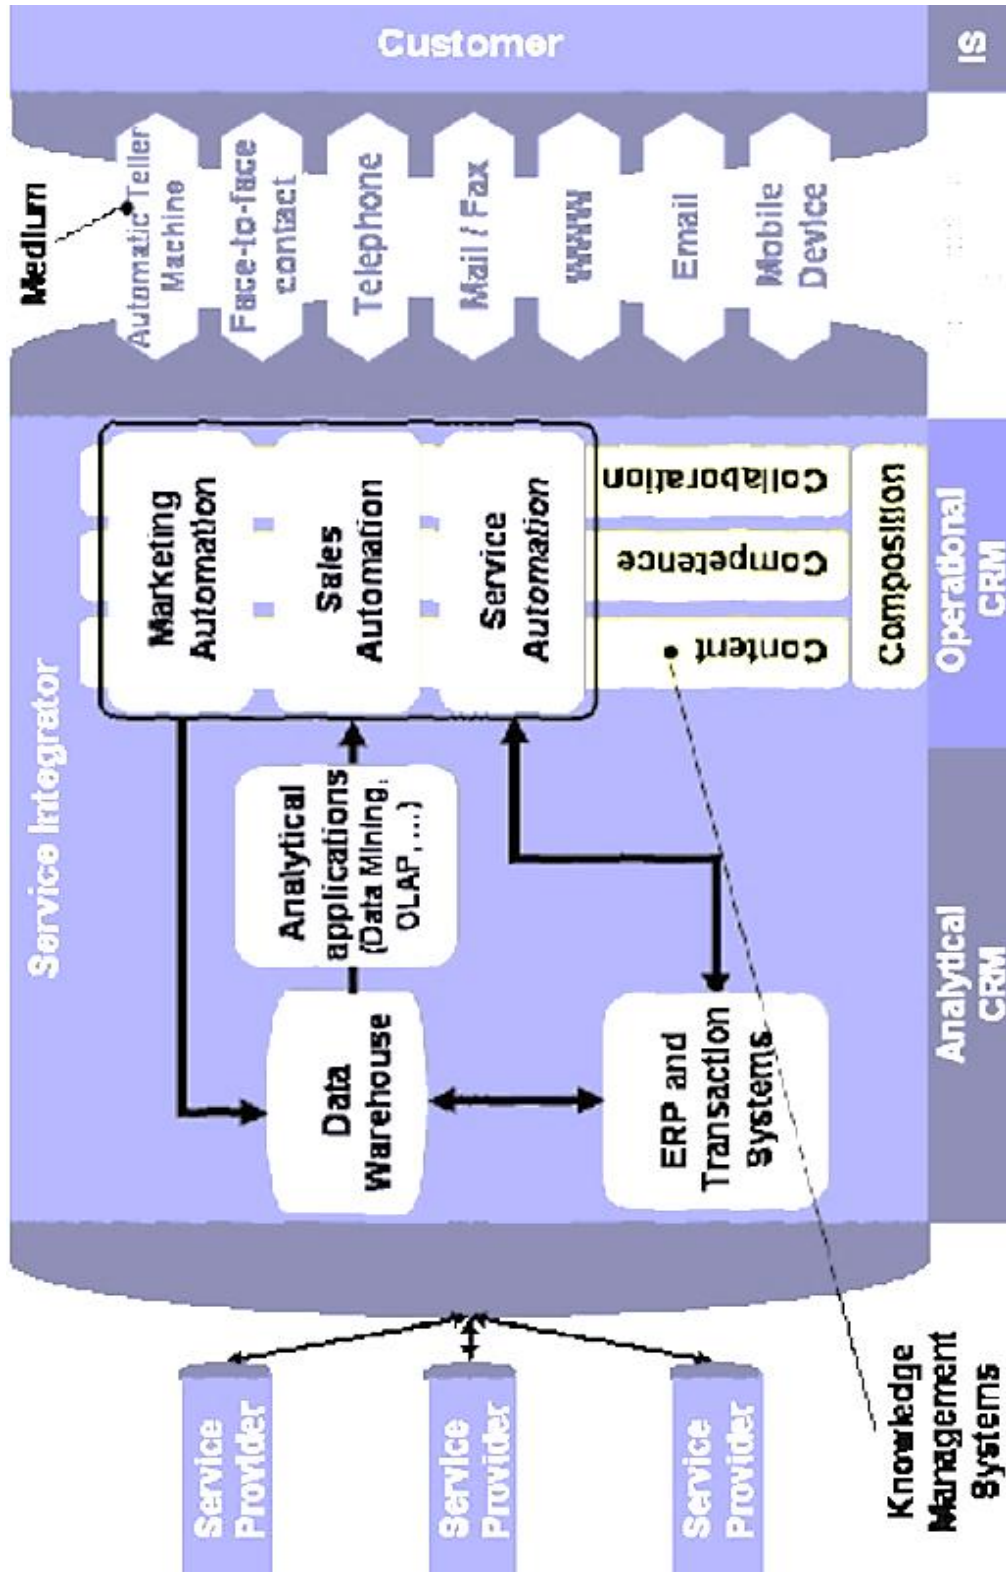 Customer
IS
Medium
Automatic Teller
Machine
Face-to-face
contact
Telephone
Mail / Fax
WWW
Email
Mobile
Device
Service Integrator
Marketing
Automation
Sales
Automation
Service
Automation
Collaboration
Competence
Content
Composition
Operational
CRM
Analytical
applications
(Data Mining,
OLAP, ...)
Data
Warehouse
ERP and
Transaction
Systems
Analytical
CRM
Service
Provider
Service
Provider
Service
Provider
Knowledge
Management
Systems